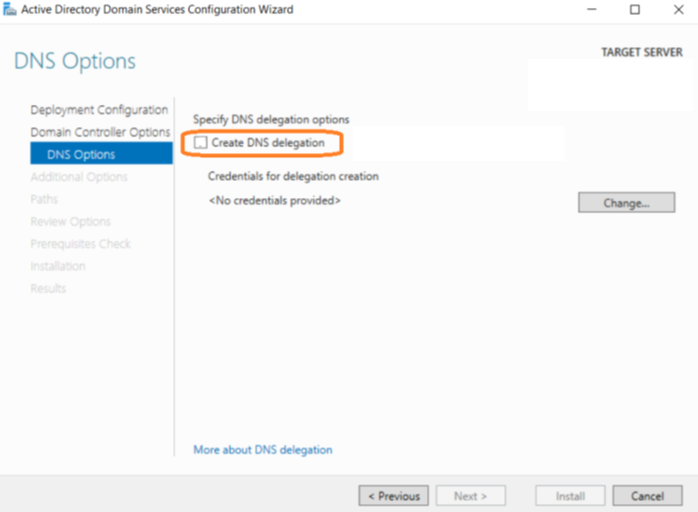 Active Directory Domain Services Configuration Wizard
DNS Options
TARGET SERVER
Deployment Configuration
Domain Controller Options
DNS Options
Additional Options
Paths
Review Options
Prerequisites Check
Installation
Results
Specify DNS delegation options
Create DNS delegation
Credentials for delegation creation
<No credentials provided>
Change...
More about DNS delegation
< Previous
Next >
Install
Cancel